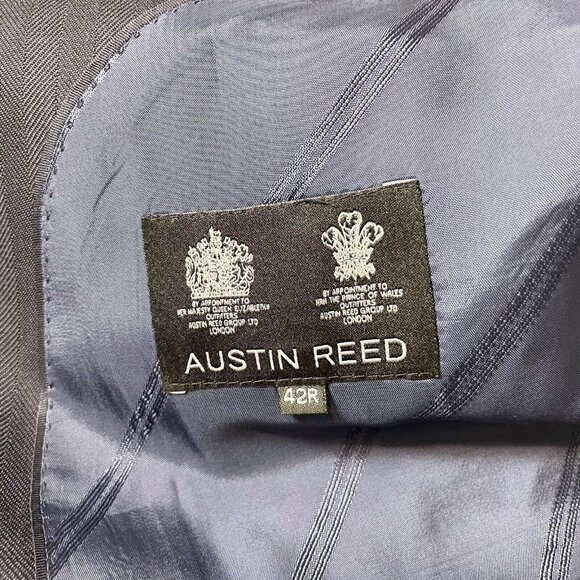 BY APPOINTMENT TO
HER MAJESTY QUEEN ELIZABETH II
OUTFITTERS
AUSTIN REED GROUP LTD
LONDON
BY APPOINTMENT TO
HRH THE PRINCE OF WALES
OUTFITTERS
AUSTIN REED GROUP LTD
LONDON
AUSTIN REED
42R